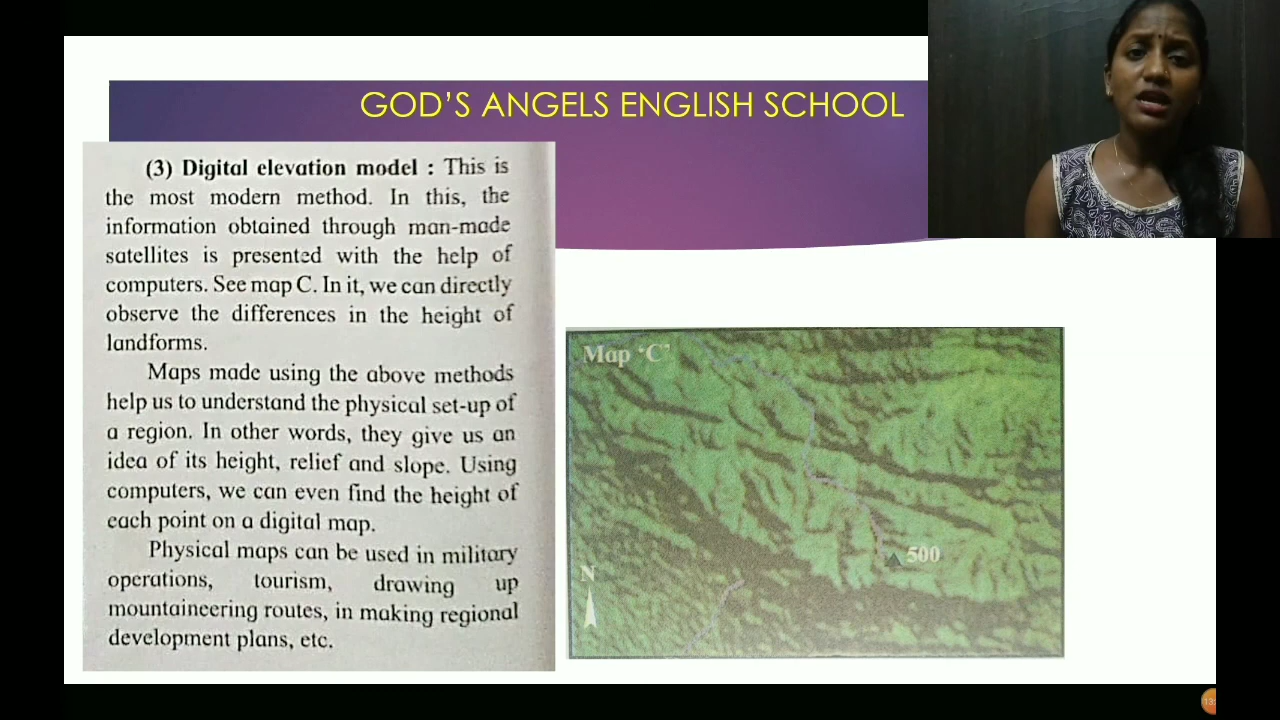 GOD'S ANGELS ENGLISH SCHOOL
(3) Digital elevation model : This is
the most modern method. In this, the
information obtained through man-made
satellites is presented with the help of
computers. See map C. In it, we can directly
observe the differences in the height of
landforms.
Maps made using the above methods
help us to understand the physical set-up of
a region. In other words, they give us an
idea of its height, relief and slope. Using
computers, we can even find the height of
each point on a digital map.
Physical maps can be used in military
operations, tourism, drawing up
mountaineering routes, in making regional
development plans, etc.
Map 'C'
500
N